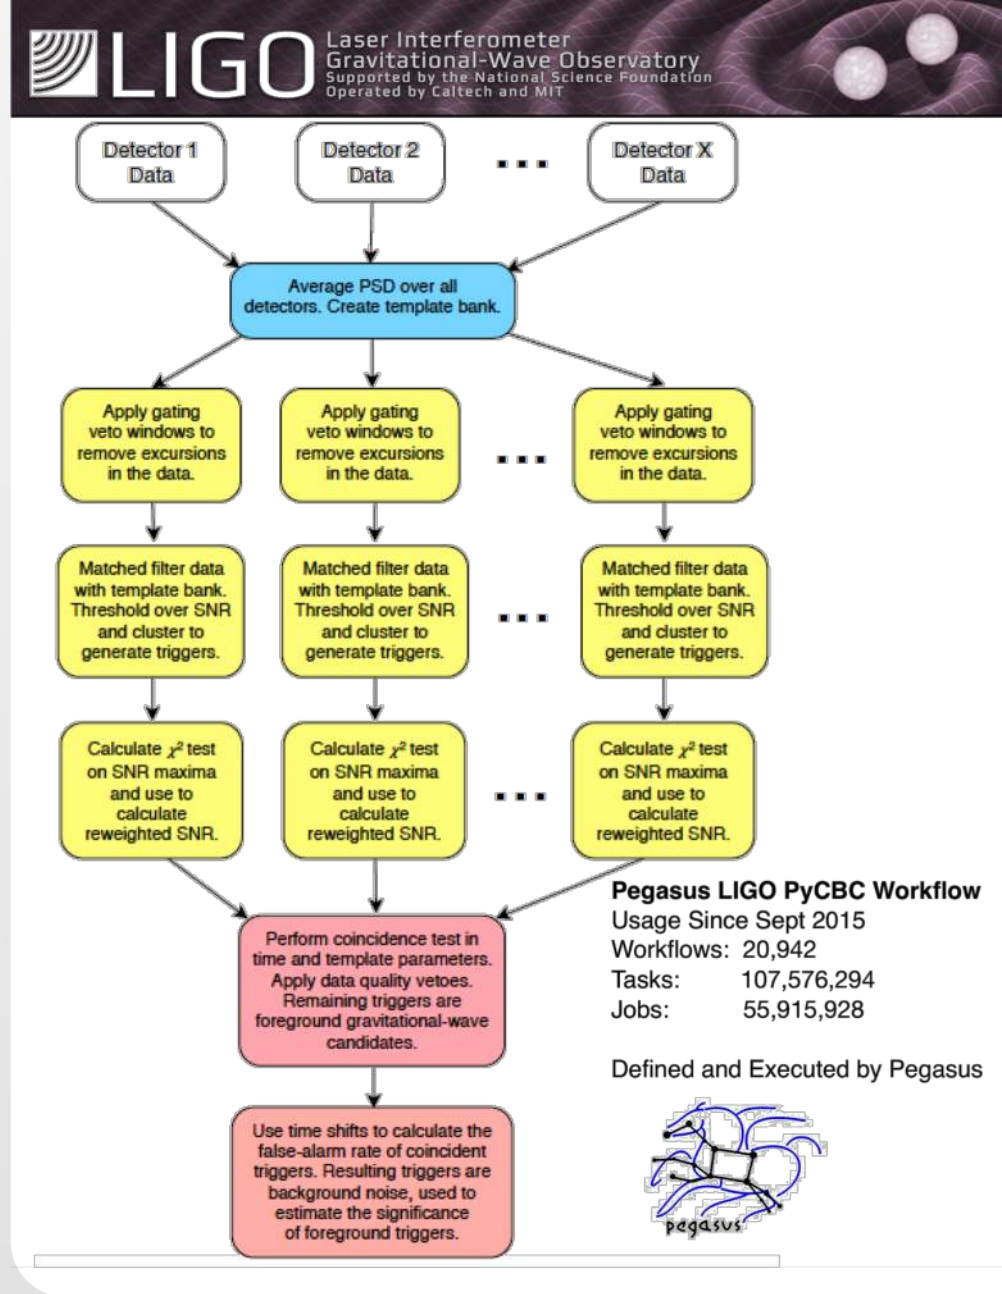 LIGO
Laser Interferometer
Gravitational-Wave Observatory
Supported by the National Science Foundation
Operated by Caltech and MIT
Detector 1
Data
Detector 2
Data
Detector X
Data
Average PSD over all
detectors. Create template bank.
Apply gating
veto windows to
remove excursions
in the data.
Apply gating
veto windows to
remove excursions
in the data.
Apply gating
veto windows to
remove excursions
in the data.
Matched filter data
with template bank.
Threshold over SNR
and cluster to
generate triggers.
Matched filter data
with template bank.
Threshold over SNR
and cluster to
generate triggers.
Matched filter data
with template bank.
Threshold over SNR
and cluster to
generate triggers.
Calculate χ² test
on SNR maxima
and use to
calculate
reweighted SNR.
Calculate χ² test
on SNR maxima
and use to
calculate
reweighted SNR.
Calculate χ² test
on SNR maxima
and use to
calculate
reweighted SNR.
Perform coincidence test in
time and template parameters.
Apply data quality vetoes.
Remaining triggers are
foreground gravitational-wave
candidates.
Use time shifts to calculate the
false-alarm rate of coincident
triggers. Resulting triggers are
background noise, used to
estimate the significance
of foreground triggers.
Pegasus LIGO PyCBC Workflow
Usage Since Sept 2015
Workflows: 20,942
Tasks: 107,576,294
Jobs: 55,915,928
Defined and Executed by Pegasus
pegasus